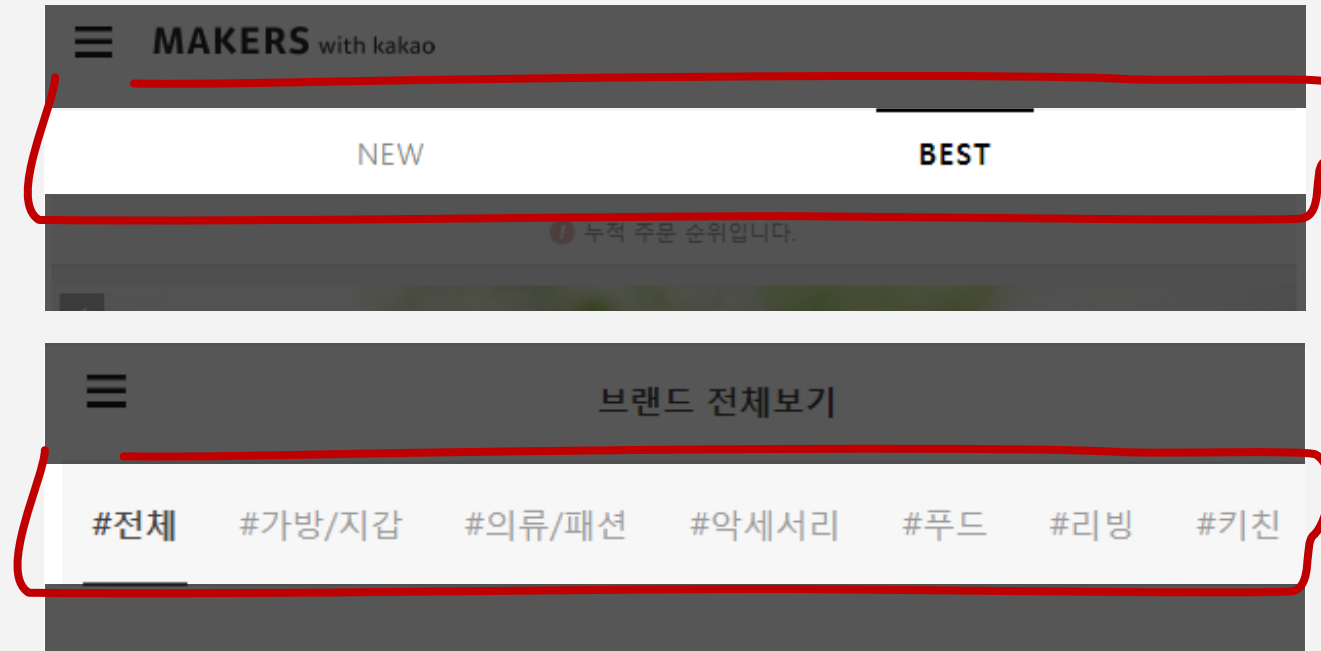 MAKERS with kakao
NEW BEST
! 누적 주문 순위입니다.
브랜드 전체보기
#전체 #가방/지갑 #의류/패션 #악세서리 #푸드 #리빙 #키친